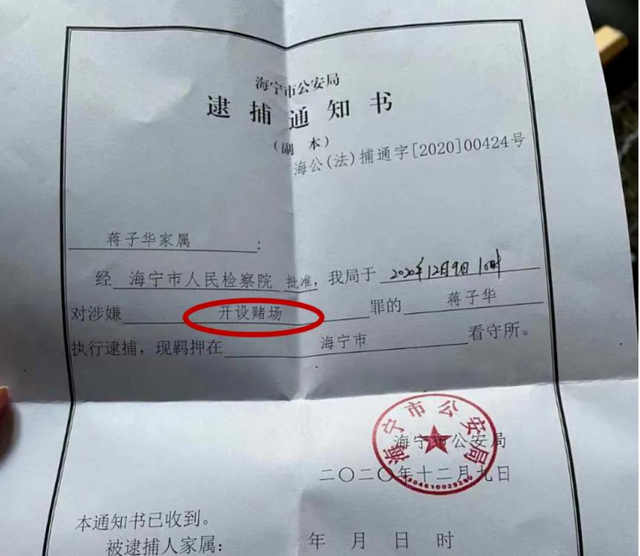 海宁市公安局
逮捕通知书
（副 本）
海公(法)捕通字[2020]00424号
蒋子华家属：
经 海宁市人民检察院 批准，我局于 2020年12月9日 10时
对涉嫌 开设赌场 罪的 蒋子华
执行逮捕，现羁押在 海宁市 看守所。
海宁市公安局
海宁市公安局
二〇二〇年十二月九日
本通知书已收到。
被逮捕人家属： 年 月 日 时